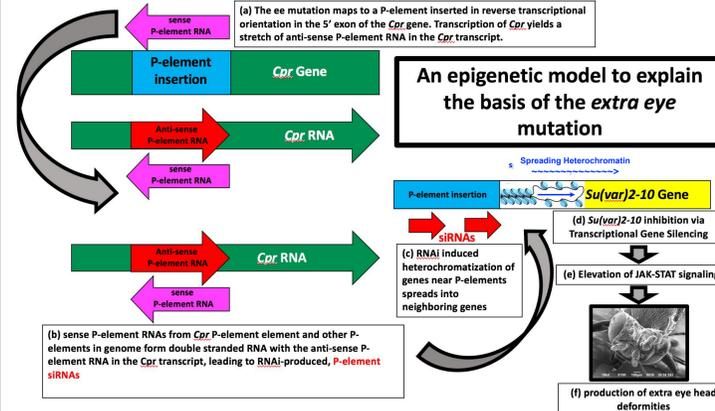 sense
P-element RNA
(a) The ee mutation maps to a P-element inserted in reverse transcriptional
orientation in the 5' exon of the Cpr gene. Transcription of Cpr yields a
stretch of anti-sense P-element RNA in the Cpr transcript.
P-element
insertion
Cpr Gene
An epigenetic model to explain
the basis of the extra eye
mutation
Anti-sense
P-element RNA
Cpr RNA
sense
P-element RNA
s
Spreading Heterochromatin
~~~~~~~~~~~~~~>
P-element insertion
Su(var)2-10 Gene
siRNAs
(d) Su(var)2-10 inhibition via
Transcriptional Gene Silencing
(c) RNAi induced
heterochromatization of
genes near P-elements
spreads into
neighboring genes
(e) Elevation of JAK-STAT signaling
Anti-sense
P-element RNA
Cpr RNA
sense
P-element RNA
(b) sense P-element RNAs from Cpr P-element element and other P-
elements in genome form double stranded RNA with the anti-sense P-
element RNA in the Cpr transcript, leading to RNAi-produced, P-element
siRNAs
(f) production of extra eye head
deformities